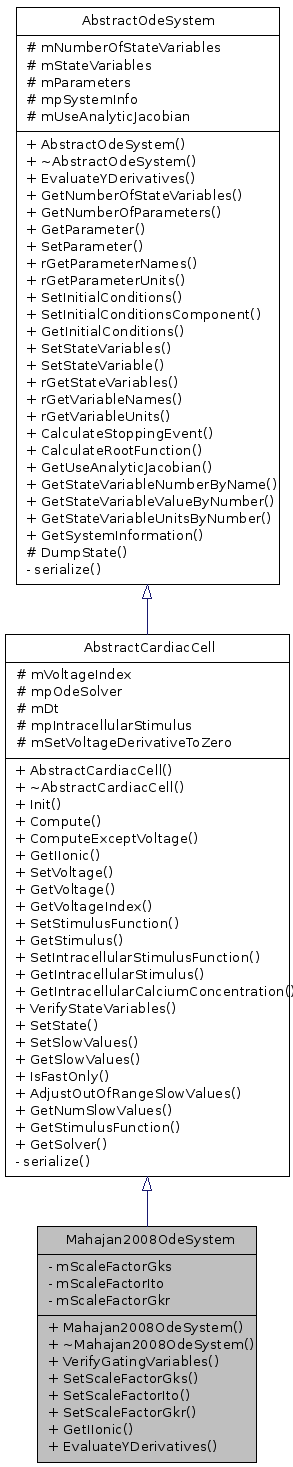 AbstractOdeSystem
# mNumberOfStateVariables
# mStateVariables
# mParameters
# mpSystemInfo
# mUseAnalyticJacobian
+ AbstractOdeSystem()
+ ~AbstractOdeSystem()
+ EvaluateYDerivatives()
+ GetNumberOfStateVariables()
+ GetNumberOfParameters()
+ GetParameter()
+ SetParameter()
+ rGetParameterNames()
+ rGetParameterUnits()
+ SetInitialConditions()
+ SetInitialConditionsComponent()
+ GetInitialConditions()
+ SetStateVariables()
+ SetStateVariable()
+ rGetStateVariables()
+ rGetVariableNames()
+ rGetVariableUnits()
+ CalculateStoppingEvent()
+ CalculateRootFunction()
+ GetUseAnalyticJacobian()
+ GetStateVariableNumberByName()
+ GetStateVariableValueByNumber()
+ GetStateVariableUnitsByNumber()
+ GetSystemInformation()
# DumpState()
- serialize()
AbstractCardiacCell
# mVoltageIndex
# mpOdeSolver
# mDt
# mpIntracellularStimulus
# mSetVoltageDerivativeToZero
+ AbstractCardiacCell()
+ ~AbstractCardiacCell()
+ Init()
+ Compute()
+ ComputeExceptVoltage()
+ GetIIonic()
+ SetVoltage()
+ GetVoltage()
+ GetVoltageIndex()
+ SetStimulusFunction()
+ GetStimulus()
+ SetIntracellularStimulusFunction()
+ GetIntracellularStimulus()
+ GetIntracellularCalciumConcentration()
+ VerifyStateVariables()
+ SetState()
+ SetSlowValues()
+ GetSlowValues()
+ IsFastOnly()
+ AdjustOutOfRangeSlowValues()
+ GetNumSlowValues()
+ GetStimulusFunction()
+ GetSolver()
- serialize()
Mahajan2008OdeSystem
- mScaleFactorGks
- mScaleFactorIto
- mScaleFactorGkr
+ Mahajan2008OdeSystem()
+ ~Mahajan2008OdeSystem()
+ VerifyGatingVariables()
+ SetScaleFactorGks()
+ SetScaleFactorIto()
+ SetScaleFactorGkr()
+ GetIIonic()
+ EvaluateYDerivatives()